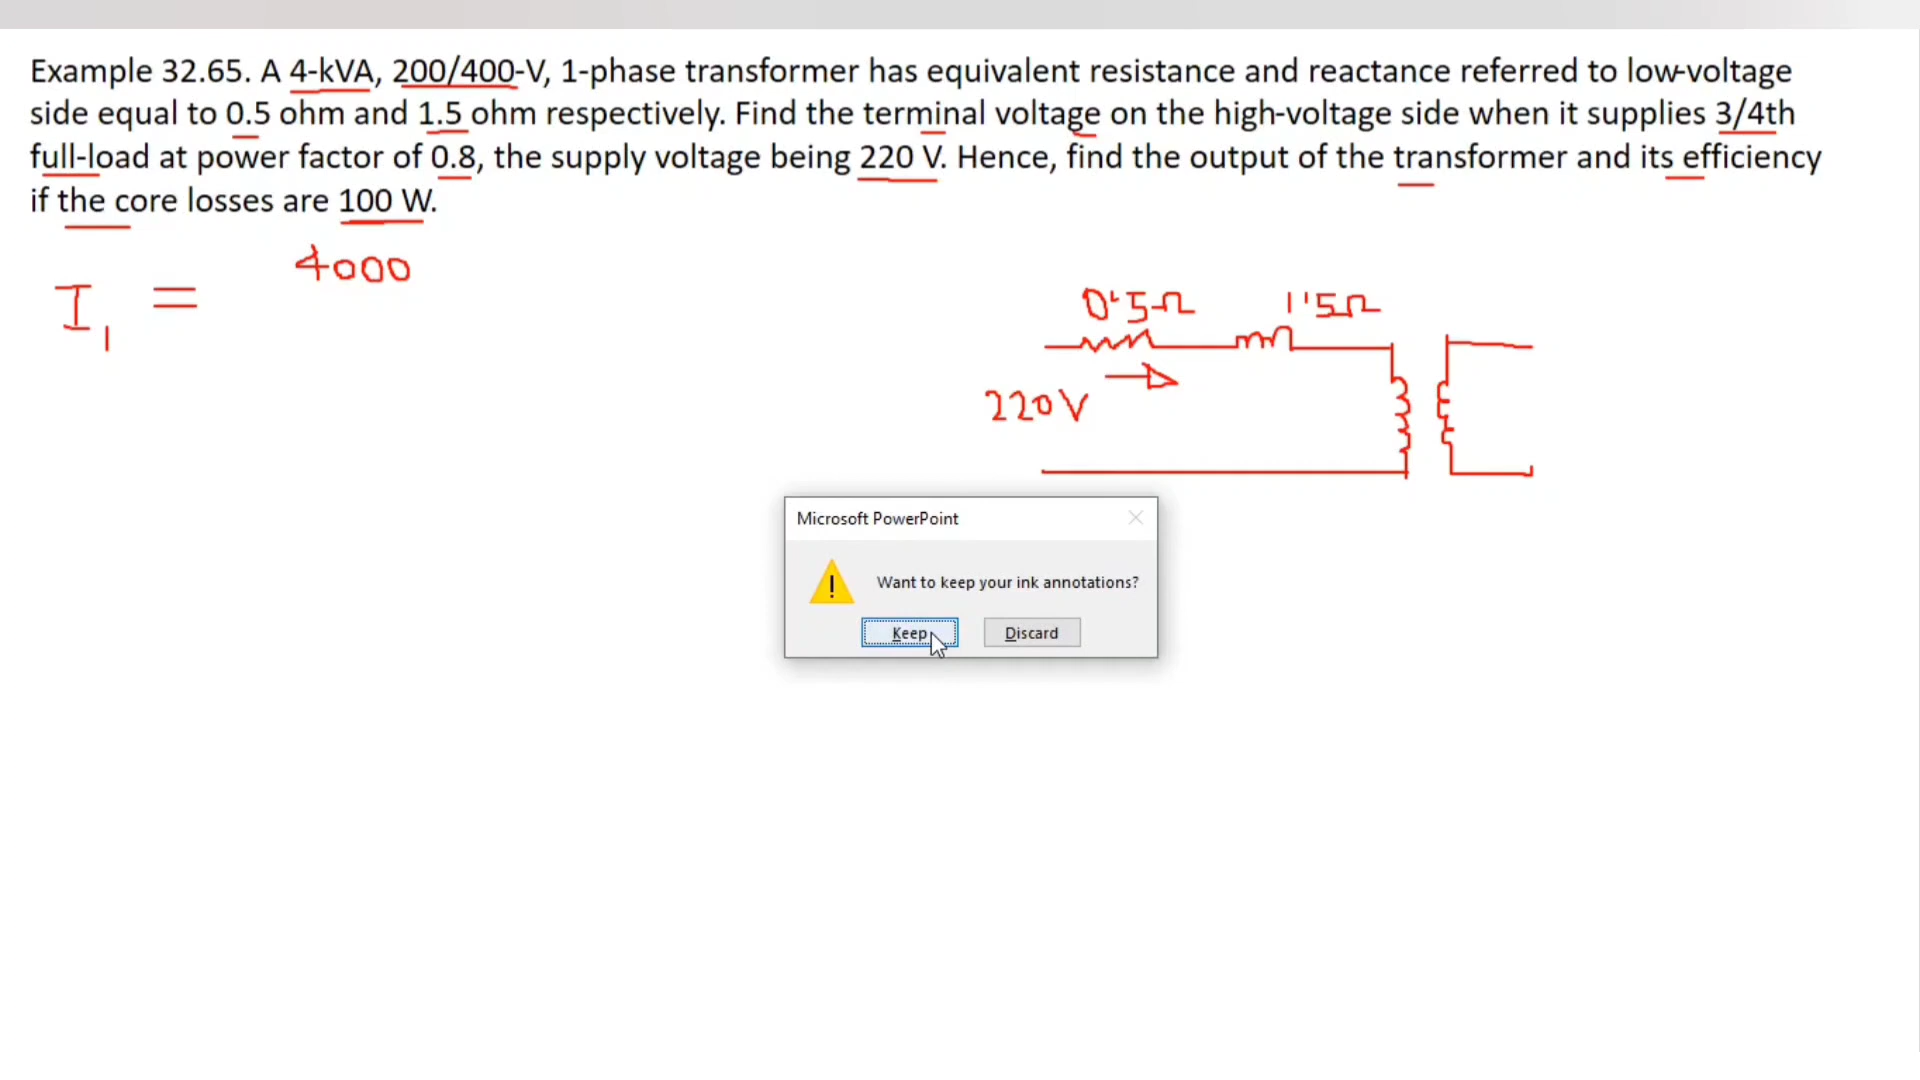 Example 32.65. A 4-kVA, 200/400-V, 1-phase transformer has equivalent resistance and reactance referred to low-voltage
side equal to 0.5 ohm and 1.5 ohm respectively. Find the terminal voltage on the high-voltage side when it supplies 3/4th
full-load at power factor of 0.8, the supply voltage being 220 V. Hence, find the output of the transformer and its efficiency
if the core losses are 100 W.
4000
I₁ =
0.5Ω 1.5Ω
220V
Microsoft PowerPoint
Want to keep your ink annotations?
Keep Discard